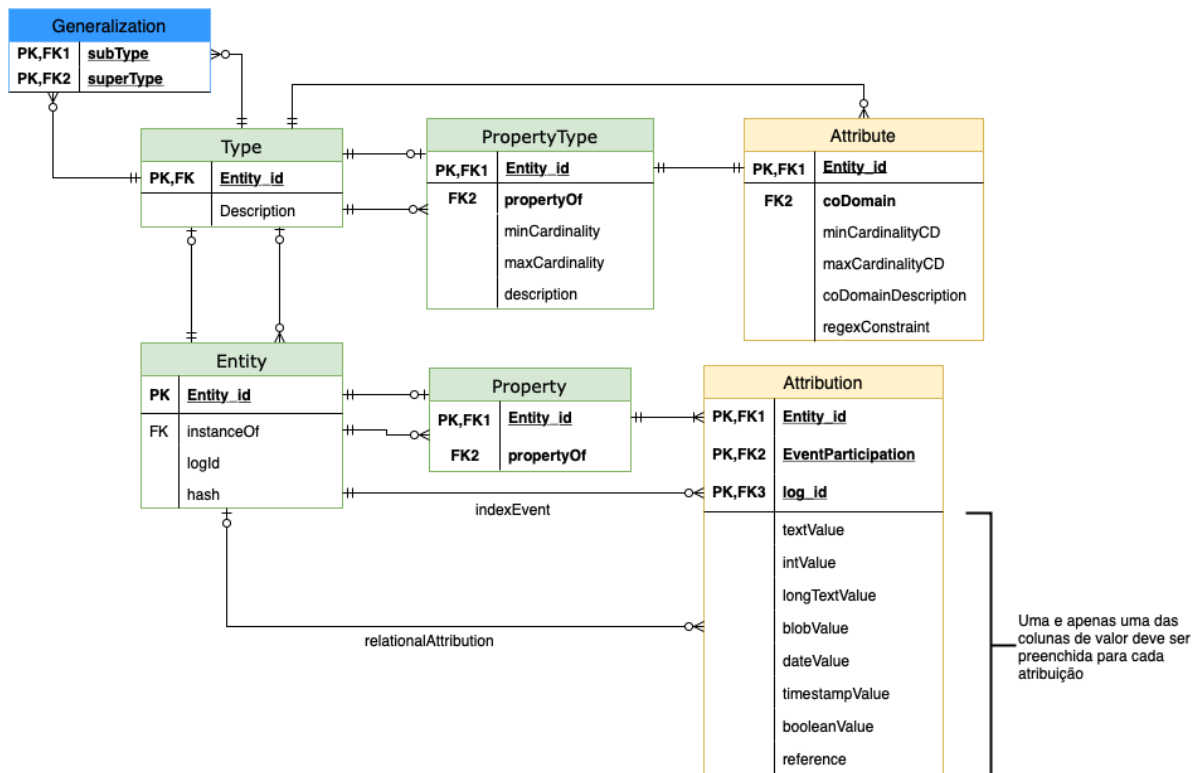 Generalization
PK,FK1 subType
PK,FK2 superType
Type
PK,FK Entity_id
Description
PropertyType
PK,FK1 Entity_id
FK2 propertyOf
minCardinality
maxCardinality
description
Attribute
PK,FK1 Entity_id
FK2 coDomain
minCardinalityCD
maxCardinalityCD
coDomainDescription
regexConstraint
Entity
PK Entity_id
FK instanceOf
logId
hash
Property
PK,FK1 Entity_id
FK2 propertyOf
Attribution
PK,FK1 Entity_id
PK,FK2 EventParticipation
PK,FK3 log_id
textValue
intValue
longTextValue
blobValue
dateValue
timestampValue
booleanValue
reference
indexEvent
relationalAttribution
Uma e apenas uma das
colunas de valor deve ser
preenchida para cada
atribuição